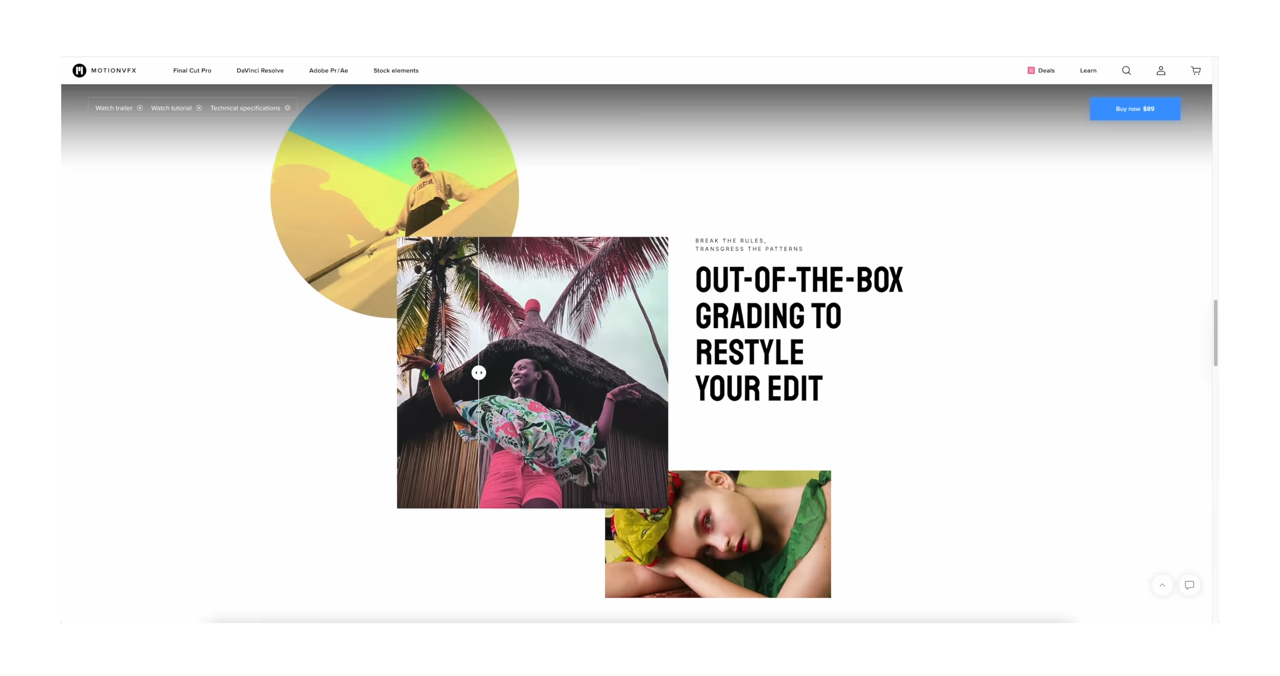 MOTIONVFX
Final Cut Pro
DaVinci Resolve
Adobe Pr/Ae
Stock elements
Deals
Learn
Watch trailer
Watch tutorial
Technical specifications
Buy now $89
BREAK THE RULES,
TRANSGRESS THE PATTERNS
OUT-OF-THE-BOX
GRADING TO
RESTYLE
YOUR EDIT